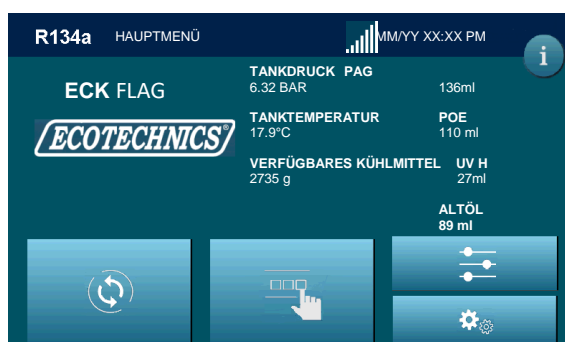 R134a HAUPTMENÜ MM/YY XX:XX PM
i
ECK FLAG
ECOTECHNICS®
TANKDRUCK PAG
6.32 BAR 136ml
TANKTEMPERATUR POE
17.9°C 110 ml
VERFÜGBARES KÜHLMITTEL UV H
2735 g 27ml
ALTÖL
89 ml